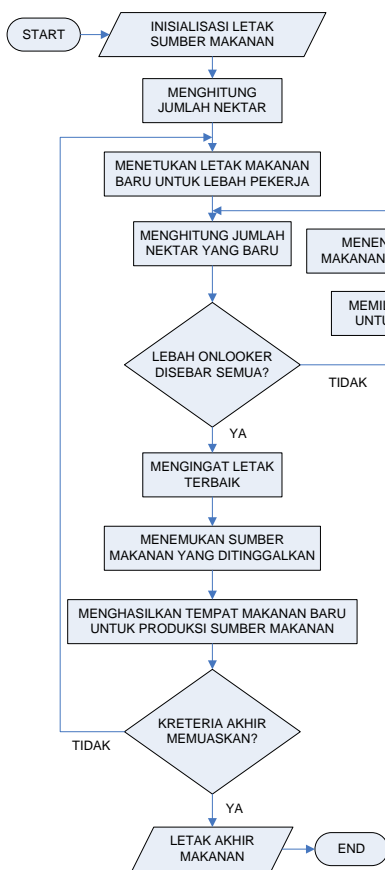 START
INISIALISASI LETAK
SUMBER MAKANAN
MENGHITUNG
JUMLAH NEKTAR
MENETUKAN LETAK MAKANAN
BARU UNTUK LEBAH PEKERJA
MENGHITUNG JUMLAH
NEKTAR YANG BARU
MAKANAN
LEBAH ONLOOKER
DISEBAR SEMUA?
TIDAK
YA
MENGINGAT LETAK
TERBAIK
MENEMUKAN SUMBER
MAKANAN YANG DITINGGALKAN
MENGHASILKAN TEMPAT MAKANAN BARU
UNTUK PRODUKSI SUMBER MAKANAN
KRETERIA AKHIR
MEMUASKAN?
TIDAK
YA
LETAK AKHIR
MAKANAN
END